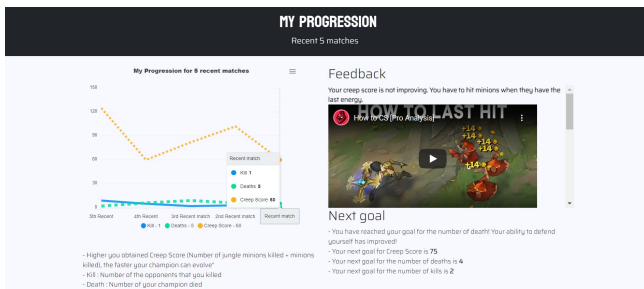 MY PROGRESSION
Recent 5 matches
My Progression for 5 recent matches
150
120
90
60
30
0
5th Recent
4th Recent
3rd Recent match
2nd Recent match
Recent match
Recent match
Kill 1
Deaths 5
Creep Score 60
Kill - 1
Deaths - 5
Creep Score - 60
- Higher you obtained Creep Score (Number of jungle minions killed + minions
killed), the faster your champion can evolve"
- Kill : Number of the opponents that you killed
- Death : Number of your champion died
Feedback
Your creep score is not improving. You have to hit minions when they have the
last energy.
HOW TO LAST HIT
How to CS [Pro Analysis]
+14
+14
+14
+14
+14
Next goal
- You have reached your goal for the number of death! Your ability to defend
yourself has improved!
- Your next goal for Creep Score is 75
- Your next goal for the number of deaths is 4
- Your next goal for the number of kills is 2